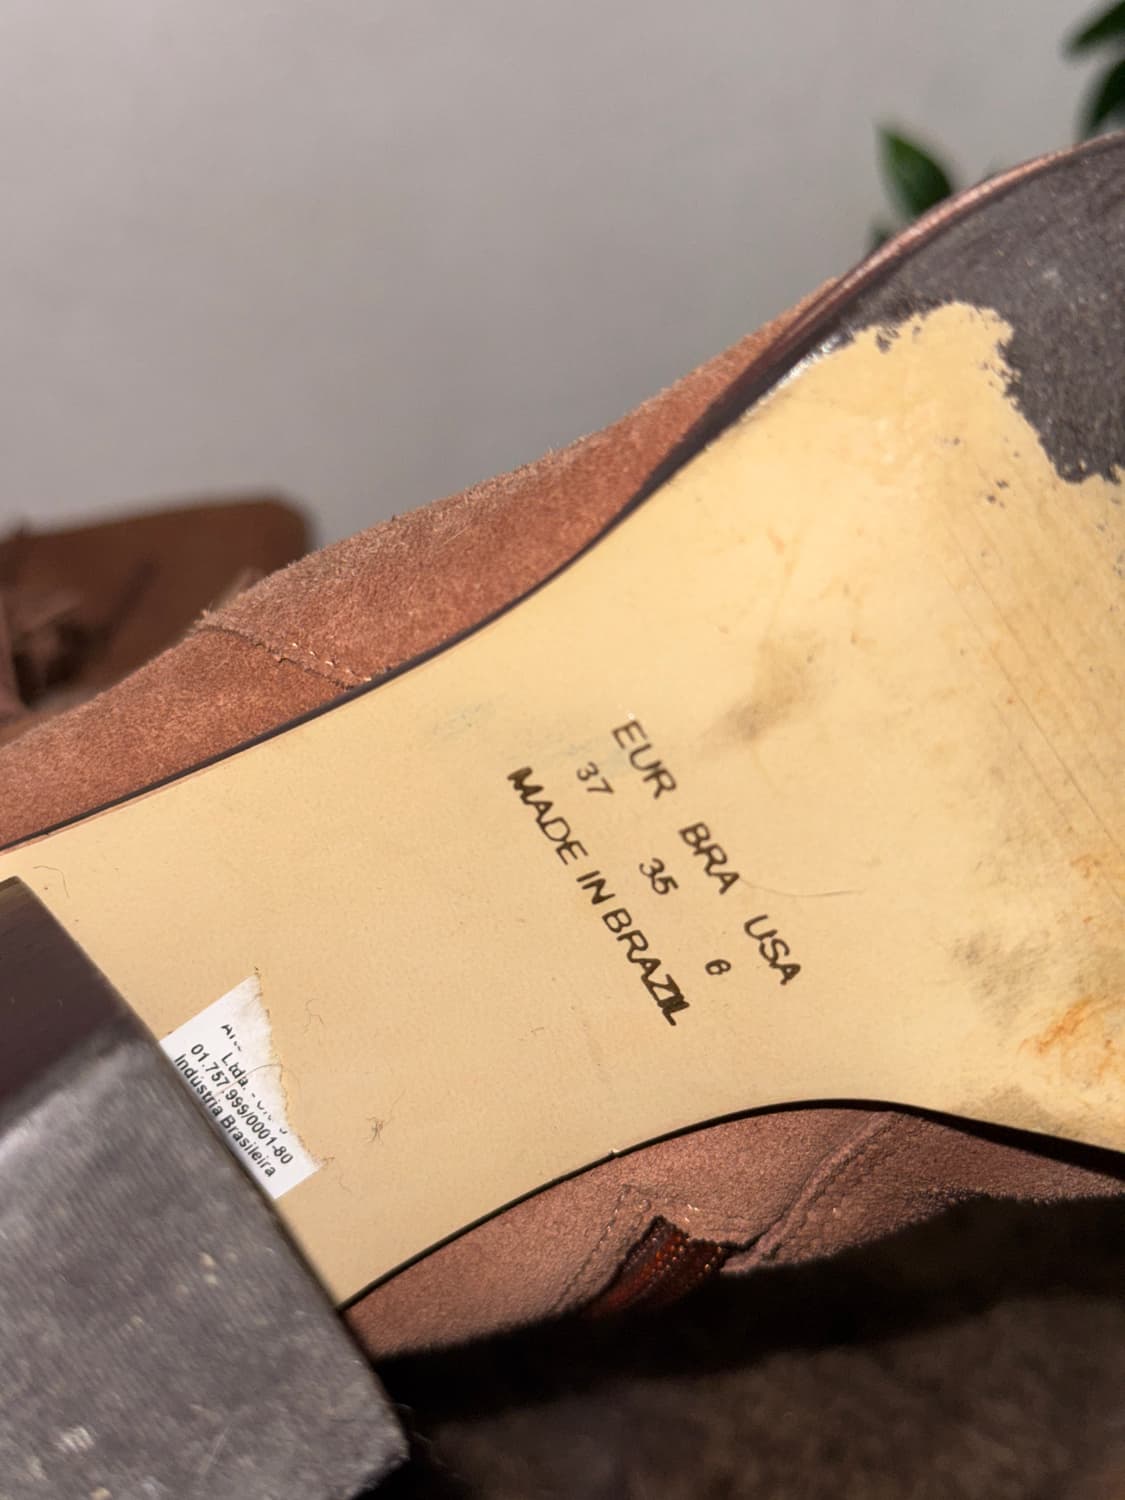 EUR BRA USA
37 35 6
MADE IN BRAZIL
Ltda.
01.757.999/0001-80
Indústria Brasileira